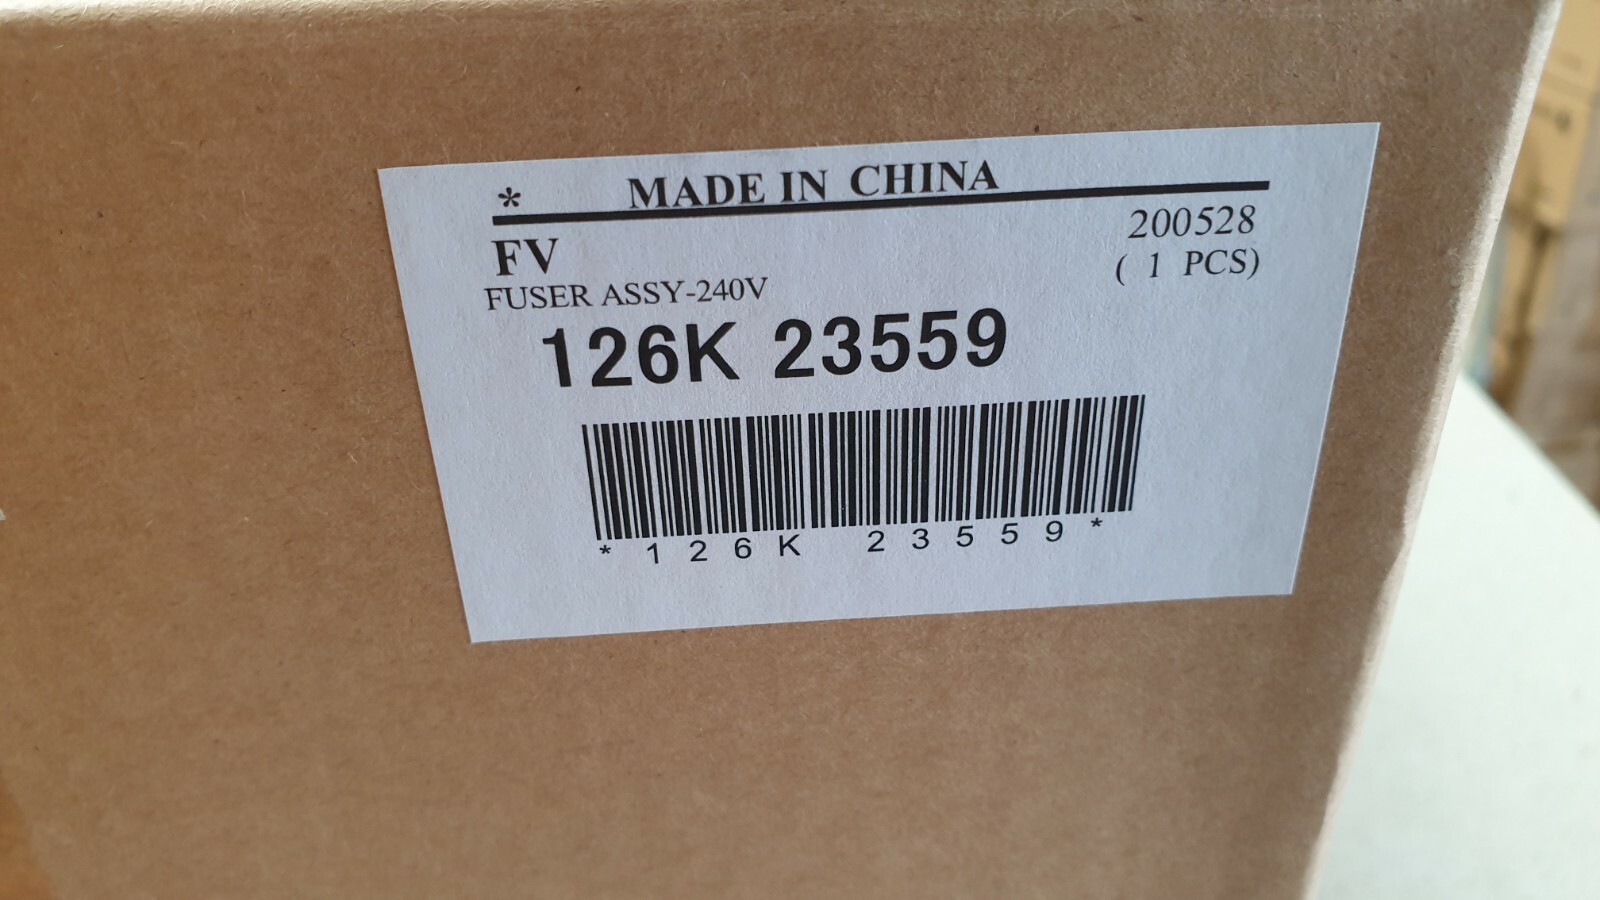 * MADE IN CHINA
FV 200528
FUSER ASSY-240V ( 1 PCS)
126K 23559
*126K 23559*